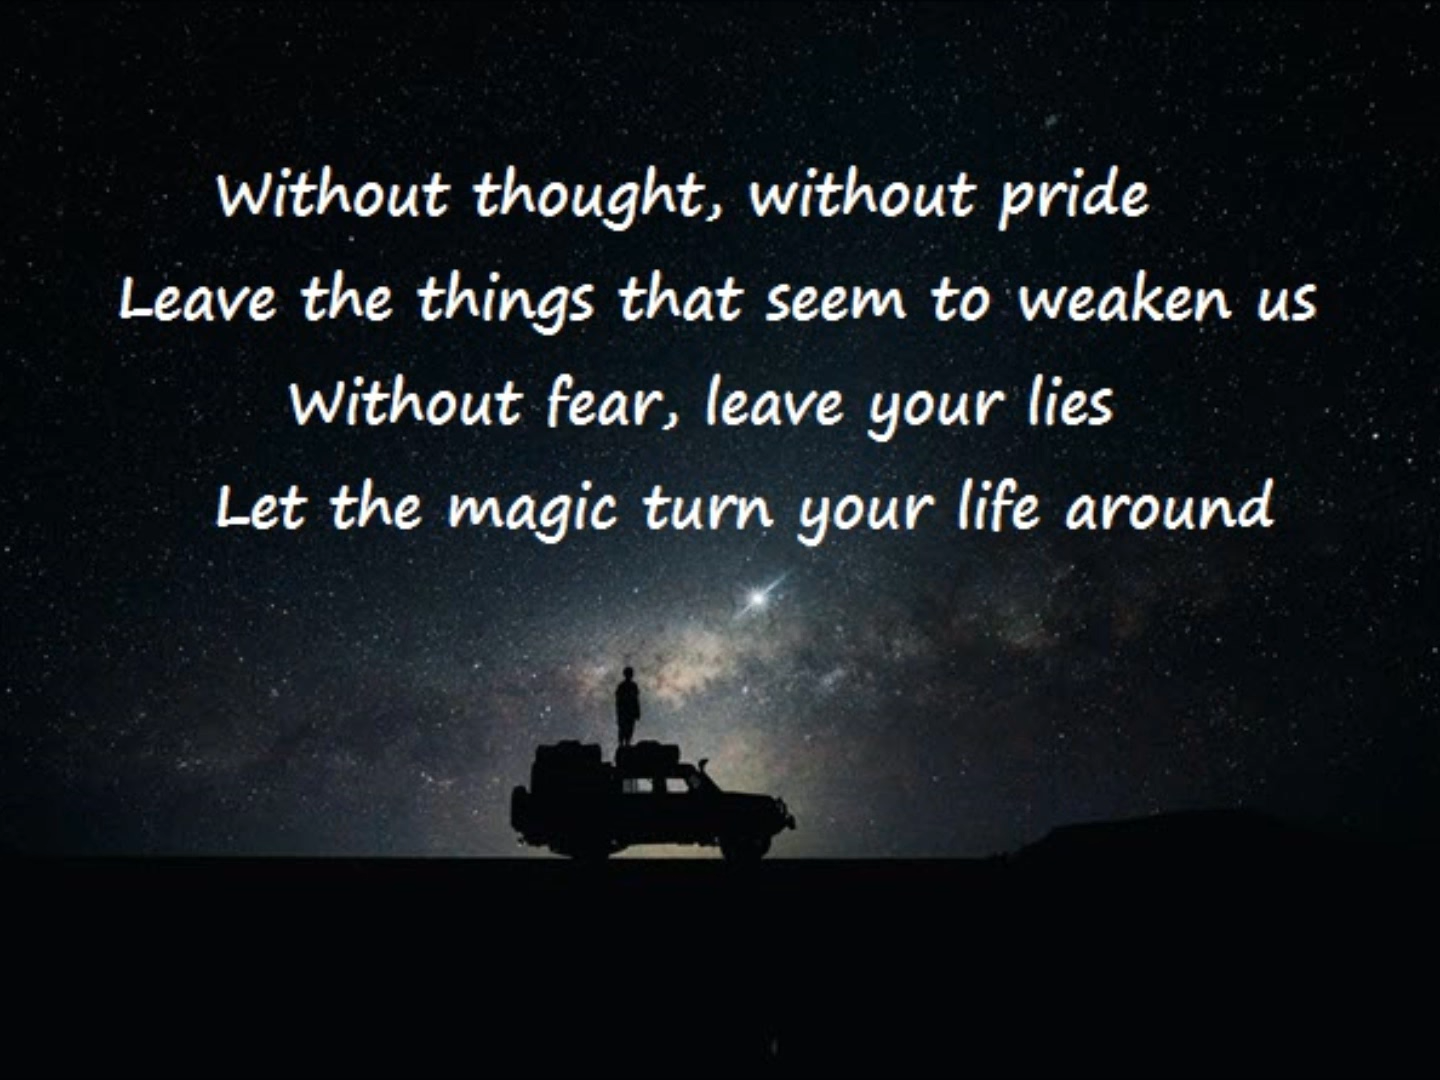 Without thought, without pride
Leave the things that seem to weaken us
Without fear, leave your lies
Let the magic turn your life around